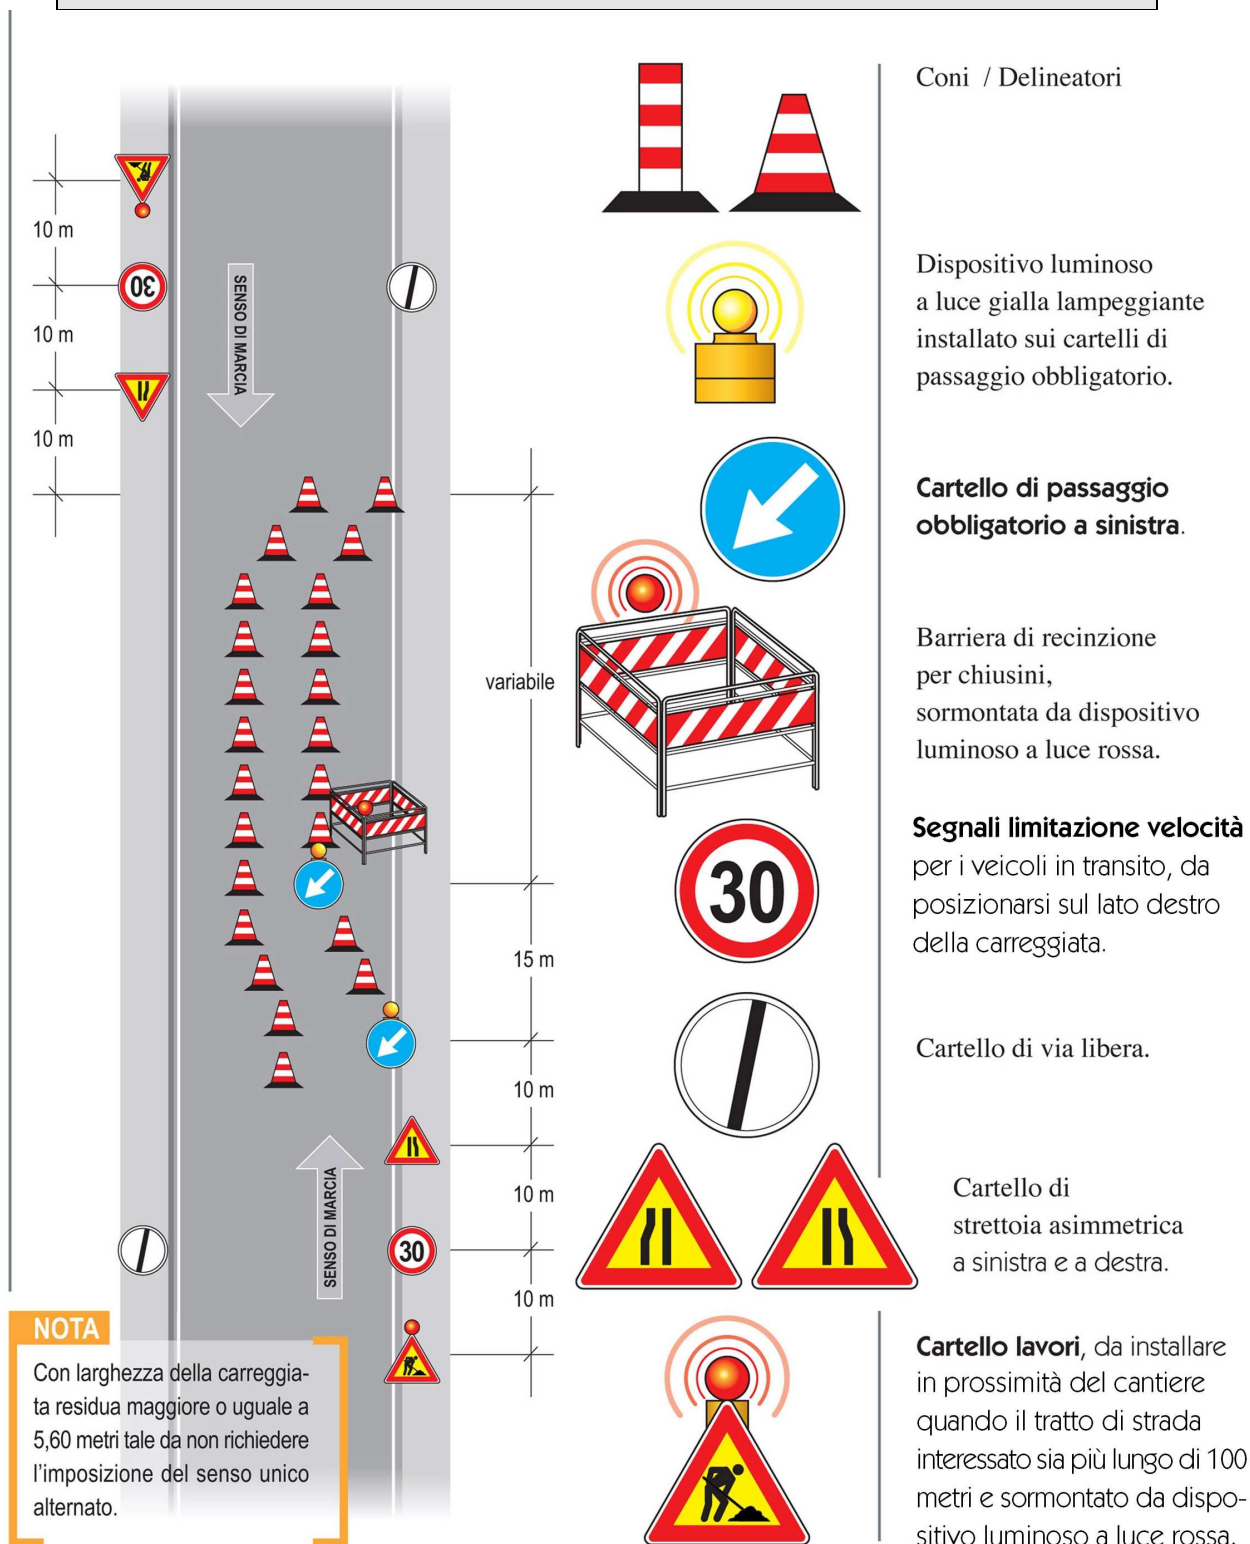 10 m
30
10 m
10 m
SENSO DI MARCIA
variabile
15 m
10 m
10 m
10 m
SENSO DI MARCIA
30
NOTA
Con larghezza della carreggia-
ta residua maggiore o uguale a
5,60 metri tale da non richiedere
l'imposizione del senso unico
alternato.
Coni / Delineatori
Dispositivo luminoso
a luce gialla lampeggiante
installato sui cartelli di
passaggio obbligatorio.
Cartello di passaggio
obbligatorio a sinistra.
Barriera di recinzione
per chiusini,
sormontata da dispositivo
luminoso a luce rossa.
30
Segnali limitazione velocità
per i veicoli in transito, da
posizionarsi sul lato destro
della carreggiata.
Cartello di via libera.
Cartello di
strettoia asimmetrica
a sinistra e a destra.
Cartello lavori, da installare
in prossimità del cantiere
quando il tratto di strada
interessato sia più lungo di 100
metri e sormontato da dispo-
sitivo luminoso a luce rossa.